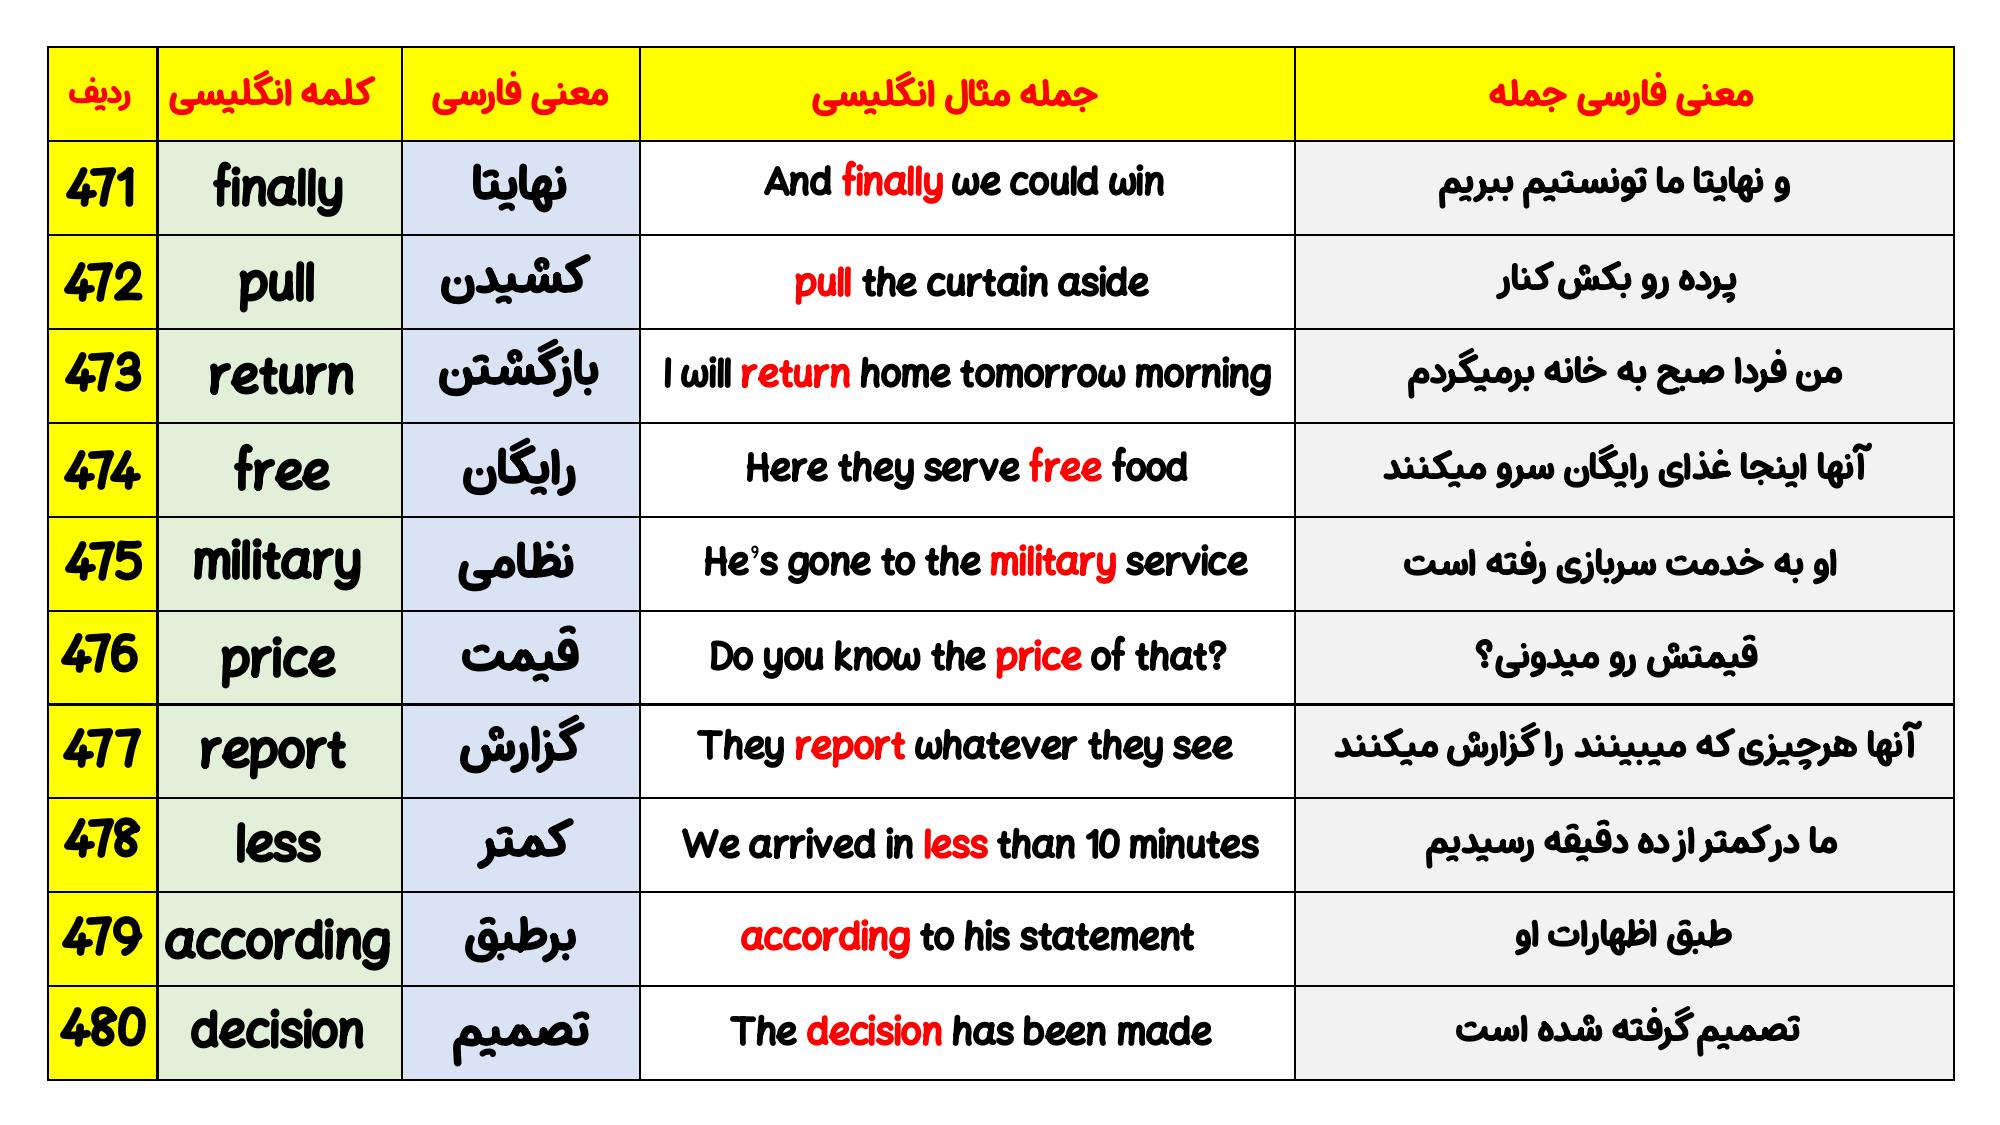 ردیف	کلمه انگلیسی	معنی فارسی	جمله مثال انگلیسی	معنی فارسی جمله
471	finally	نهایتا	And finally we could win	و نهایتا ما تونستیم ببریم
472	pull	کشیدن	pull the curtain aside	پرده رو بکش کنار
473	return	بازگشتن	I will return home tomorrow morning	من فردا صبح به خانه برمیگردم
474	free	رایگان	Here they serve free food	آنها اینجا غذای رایگان سرو میکنند
475	military	نظامی	He's gone to the military service	او به خدمت سربازی رفته است
476	price	قیمت	Do you know the price of that?	قیمتش رو میدونی؟
477	report	گزارش	They report whatever they see	آنها هرچیزی که میبینند را گزارش میکنند
478	less	کمتر	We arrived in less than 10 minutes	ما در کمتر از ده دقیقه رسیدیم
479	according	برطبق	according to his statement	طبق اظهارات او
480	decision	تصمیم	The decision has been made	تصمیم گرفته شده است